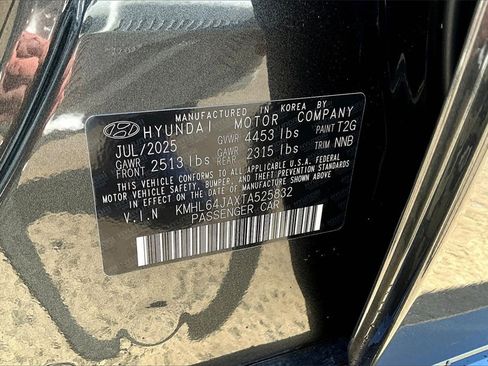 MANUFACTURED IN KOREA BY
HYUNDAI MOTOR COMPANY
JUL/2025 GVWR 4453 lbs PAINT T2G
GAWR FRONT 2513 lbs GAWR REAR 2315 lbs TRIM NNB
THIS VEHICLE CONFORMS TO ALL APPLICABLE U.S.A. FEDERAL
MOTOR VEHICLE SAFETY, BUMPER, AND THEFT PREVENTION STANDARDS
IN EFFECT ON THE DATE OF MANUFACTURE SHOWN ABOVE.
V.I.N KMHL64JAXTA525832
PASSENGER CAR